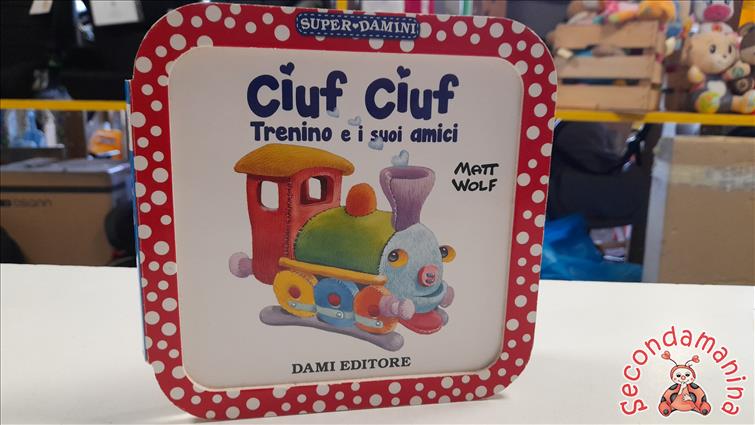 SUPER♥DAMINI
Ciuf Ciuf
Trenino e i suoi amici
MATT
WOLF
DAMI EDITORE
Secondamanina